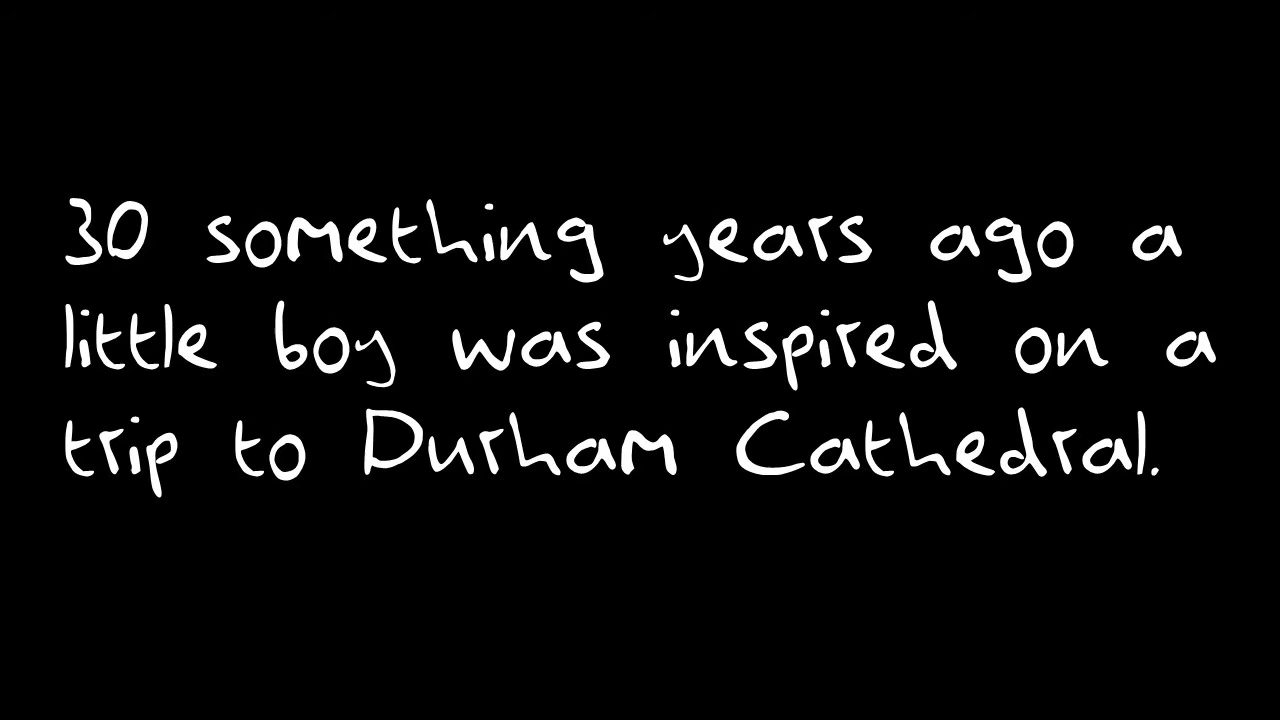 30 something years ago a
little boy was inspired on a
trip to Durham Cathedral.